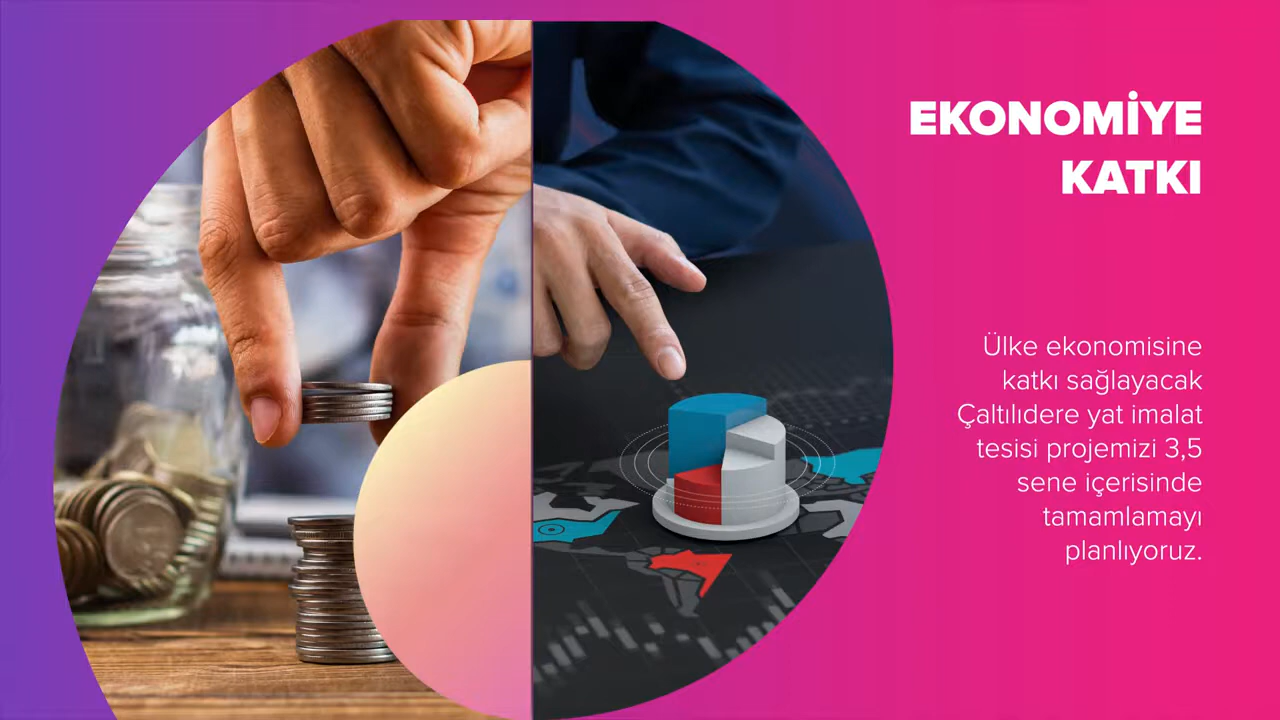 EKONOMİYE
KATKI
Ülke ekonomisine
katkı sağlayacak
Çaltılıdere yat imalat
tesisi projemizi 3,5
sene içerisinde
tamamlamayı
planlıyoruz.